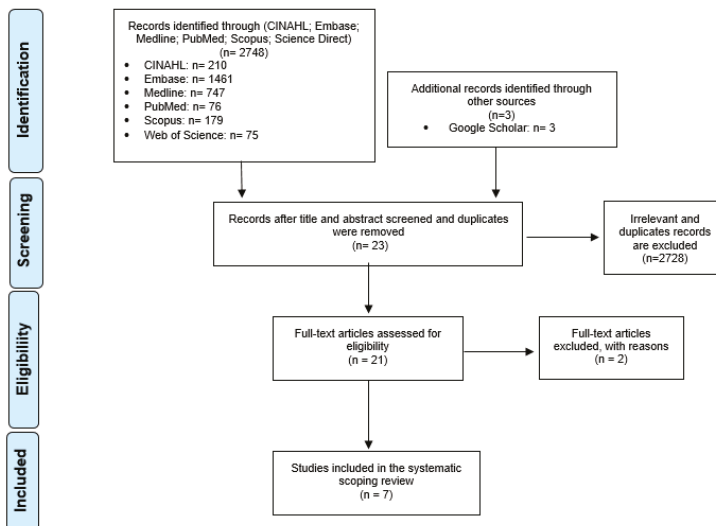 Identification
Records identified through (CINAHL; Embase;
Medline; PubMed; Scopus; Science Direct)
(n= 2748)
• CINAHL: n= 210
• Embase: n= 1461
• Medline: n= 747
• PubMed: n= 76
• Scopus: n= 179
• Web of Science: n= 75
Additional records identified through
other sources
(n=3)
• Google Scholar: n= 3
Screening
Records after title and abstract screened and duplicates
were removed
(n= 23)
Irrelevant and
duplicates records
are excluded
(n=2728)
Eligibility
Full-text articles assessed for
eligibility
(n = 21)
Full-text articles
excluded, with reasons
(n = 2)
Included
Studies included in the systematic
scoping review
(n = 7)